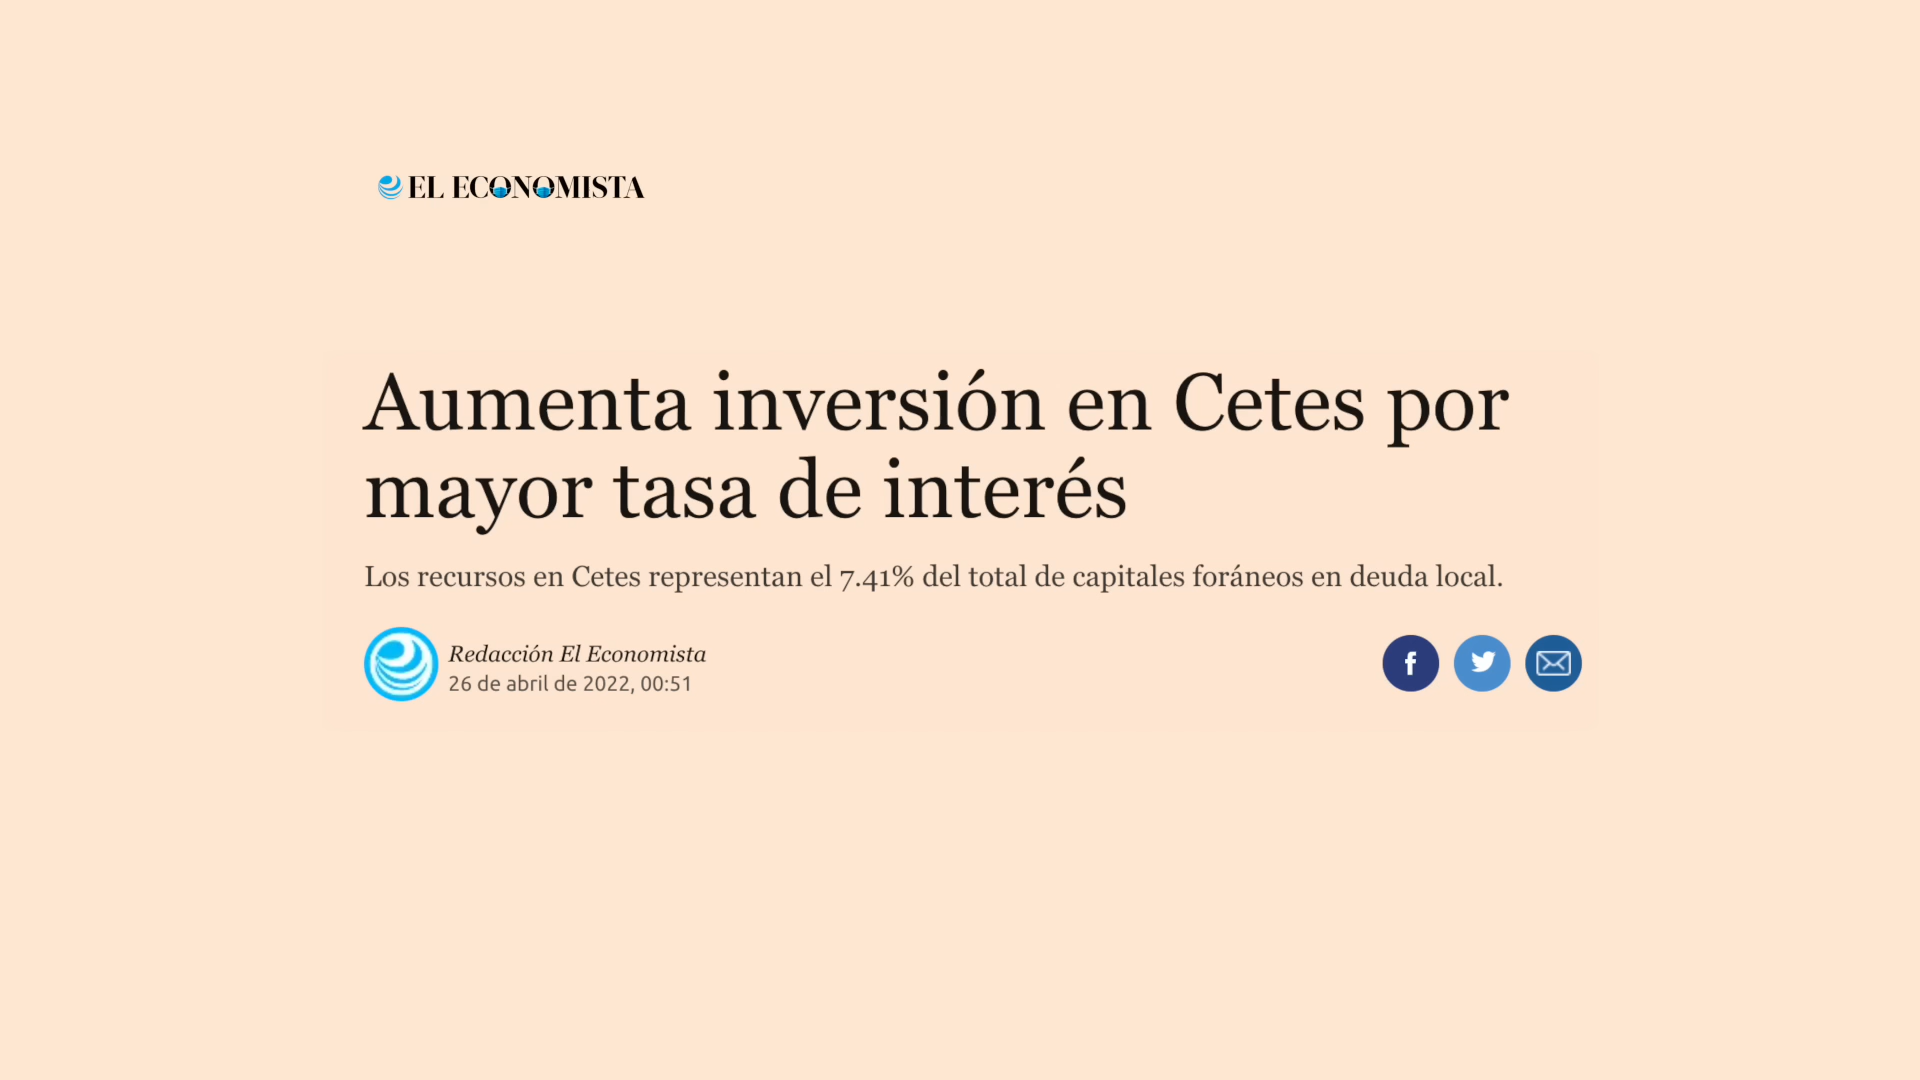 EL ECONOMISTA
Aumenta inversión en Cetes por
mayor tasa de interés
Los recursos en Cetes representan el 7.41% del total de capitales foráneos en deuda local.
Redacción El Economista
26 de abril de 2022, 00:51